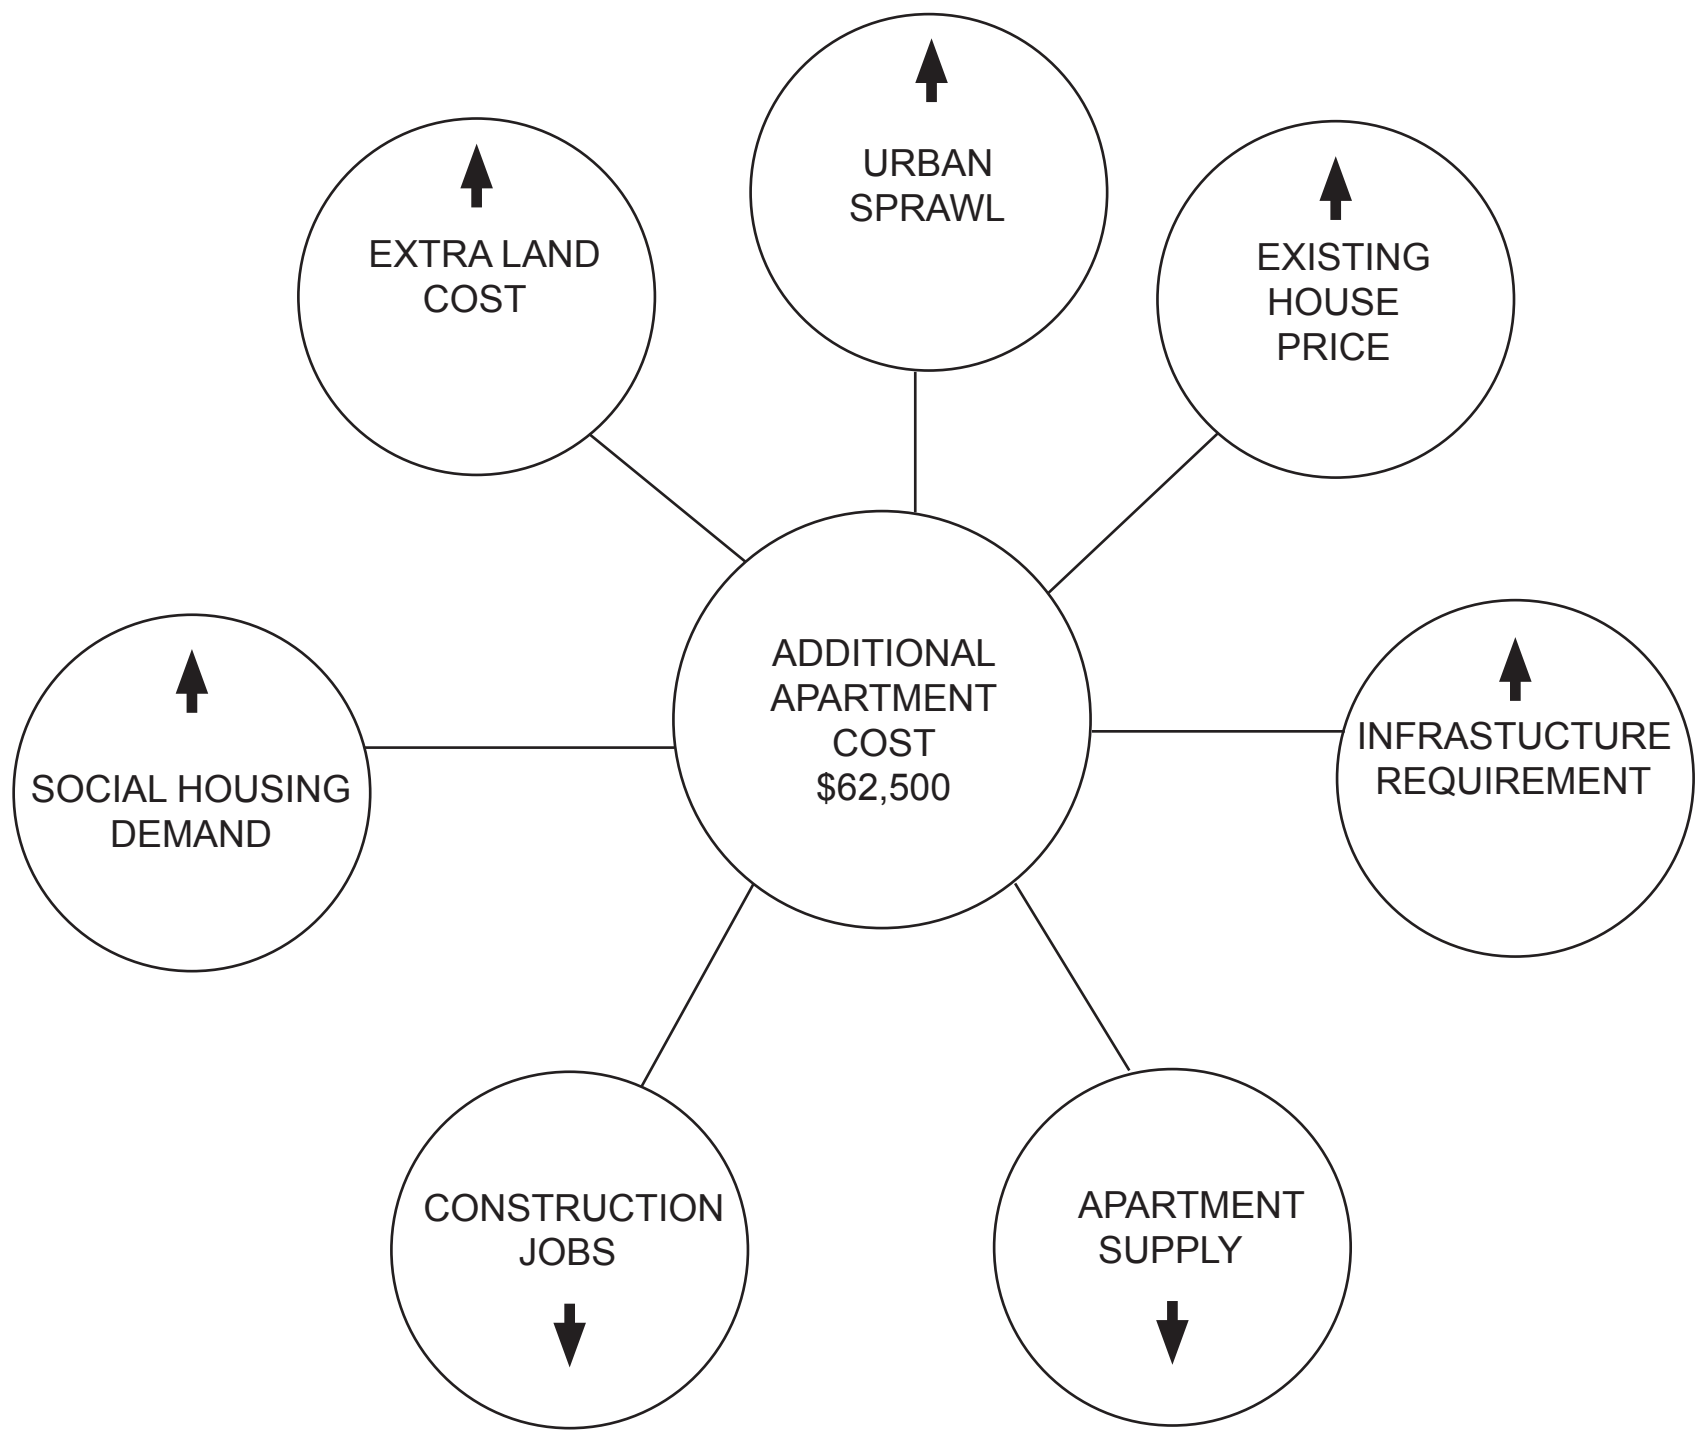 URBAN
SPRAWL
EXTRA LAND
COST
EXISTING
HOUSE
PRICE
ADDITIONAL
APARTMENT
COST
$62,500
INFRASTUCTURE
REQUIREMENT
SOCIAL HOUSING
DEMAND
CONSTRUCTION
JOBS
APARTMENT
SUPPLY